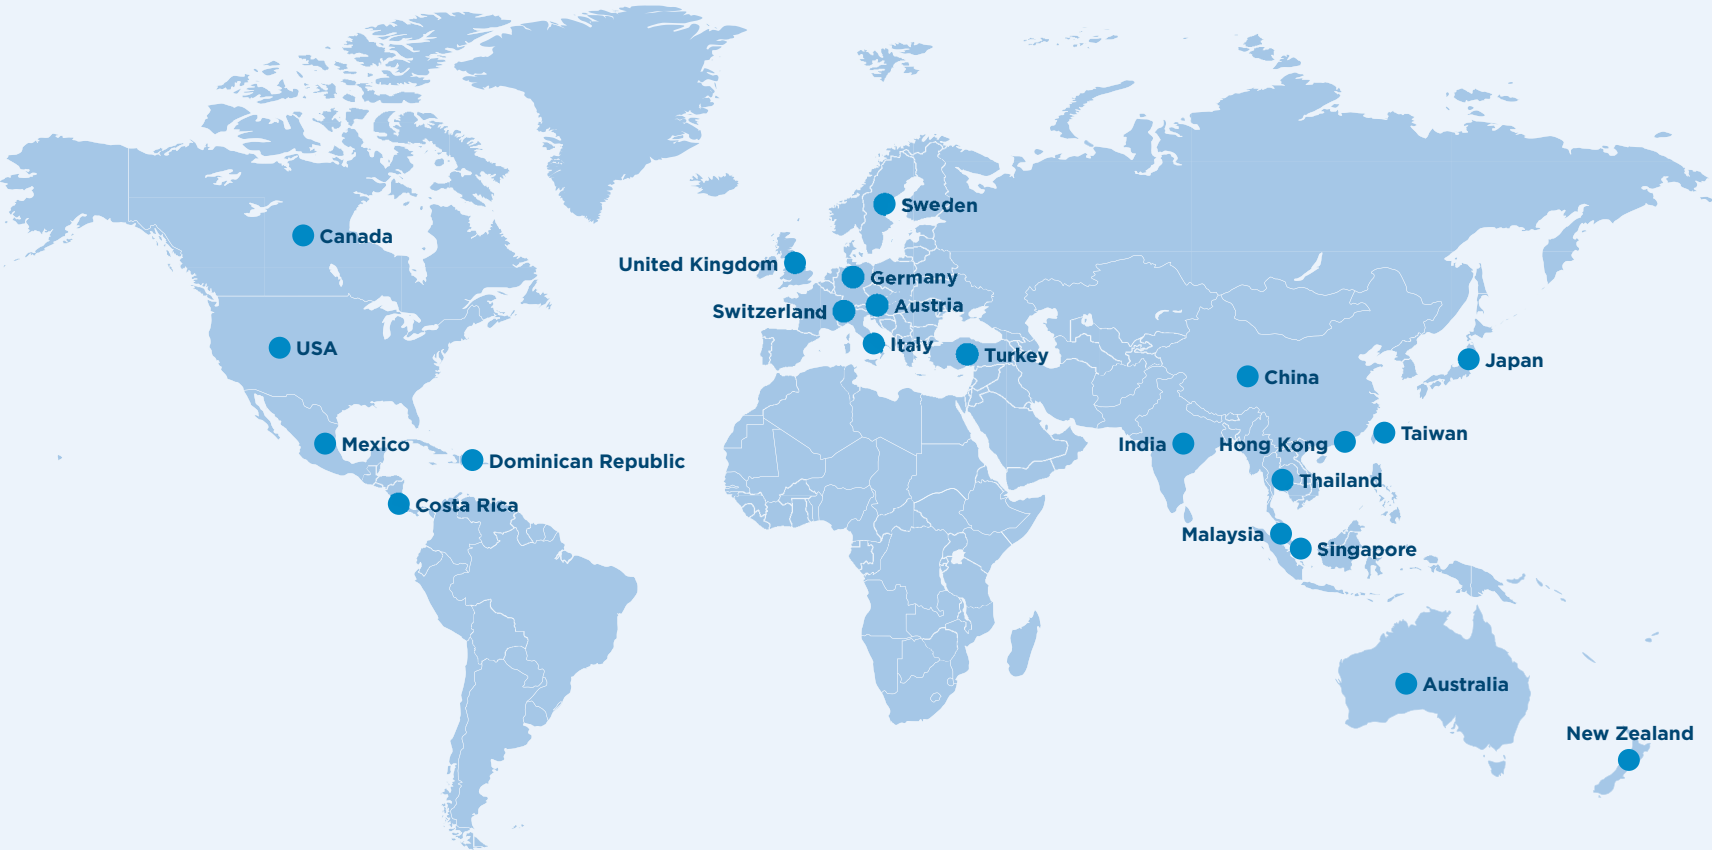 Sweden
Canada
United Kingdom
Germany
Austria
Switzerland
Italy
USA
Turkey
Japan
China
Taiwan
Mexico
India
Hong Kong
Dominican Republic
Thailand
Costa Rica
Malaysia
Singapore
Australia
New Zealand